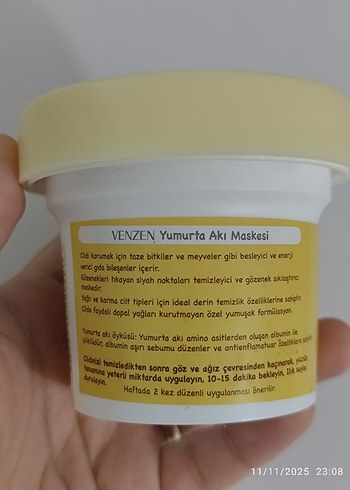 VENZEN Yumurta Akı Maskesi
Cildi korumak için taze bitkiler ve meyveler gibi besleyici ve enerji
verici gıda bileşenler içerir.
Gözenekleri tıkayan siyah noktaları temizleyici ve gözenek sıkılaştırıcı
maskedir.
Yağlı ve karma cilt tipleri için ideal derin temizlik özelliklerine sahiptir.
Cilde faydalı dopal yağları kurutmayan özel yumuşak formülasyon.
Yumurta akı öyküsü: Yumurta akı amino asitlerden oluşan albumin ile
yüklüdür, albumin aşırı sebumu düzenler ve antienflamatuar özelliklere
Cildinizi temizledikten sonra göz ve ağız çevresinden kaçınarak, yüzün
tamamına yeterli miktarda uygulayın, 10-15 dakika bekleyin, Ilık suyla
durulayın.
Haftada 2 kez düzenli uygulanması önerilir.
11/11/2025 23:08